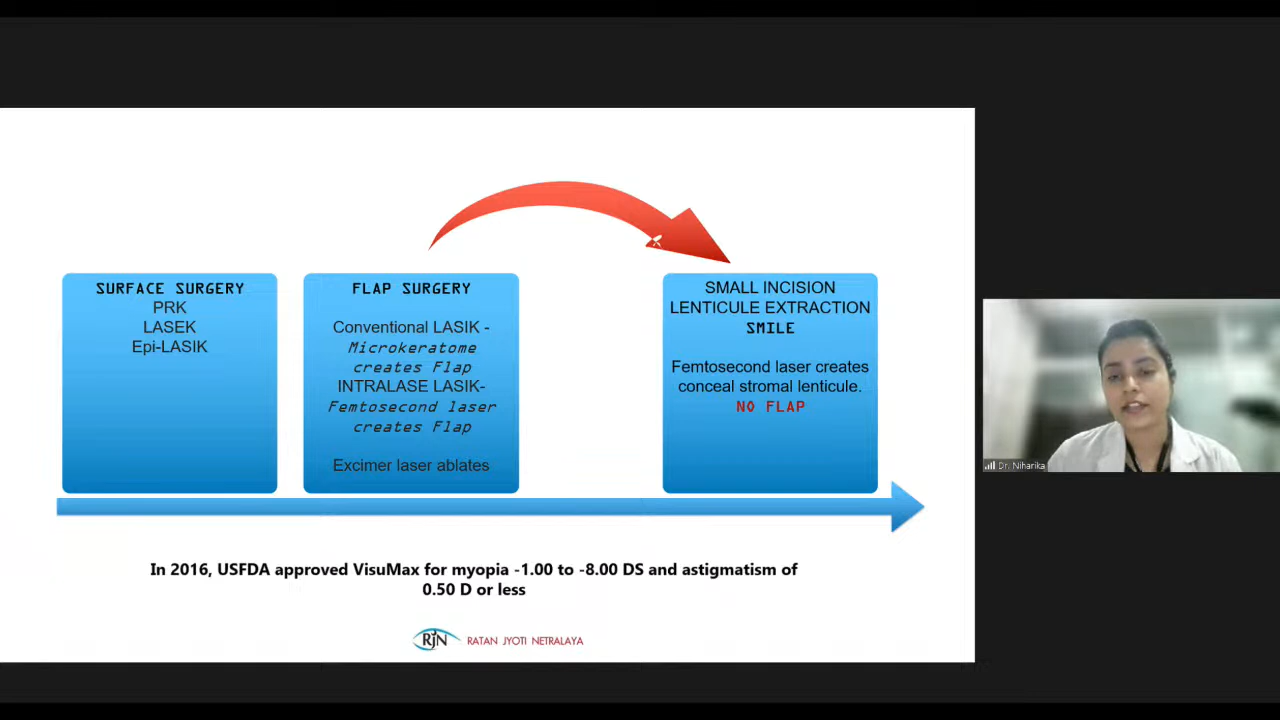 SURFACE SURGERY
PRK
LASEK
Epi-LASIK
FLAP SURGERY
Conventional LASIK -
Microkeratome
creates Flap
INTRALASE LASIK-
Femtosecond laser
creates Flap
Excimer laser ablates
SMALL INCISION
LENTICULE EXTRACTION
SMILE
Femtosecond laser creates
conceal stromal lenticule.
NO FLAP
In 2016, USFDA approved VisuMax for myopia -1.00 to -8.00 DS and astigmatism of
0.50 D or less
RJN RATAN JYOTI NETRALAYA
Dr. Niharika